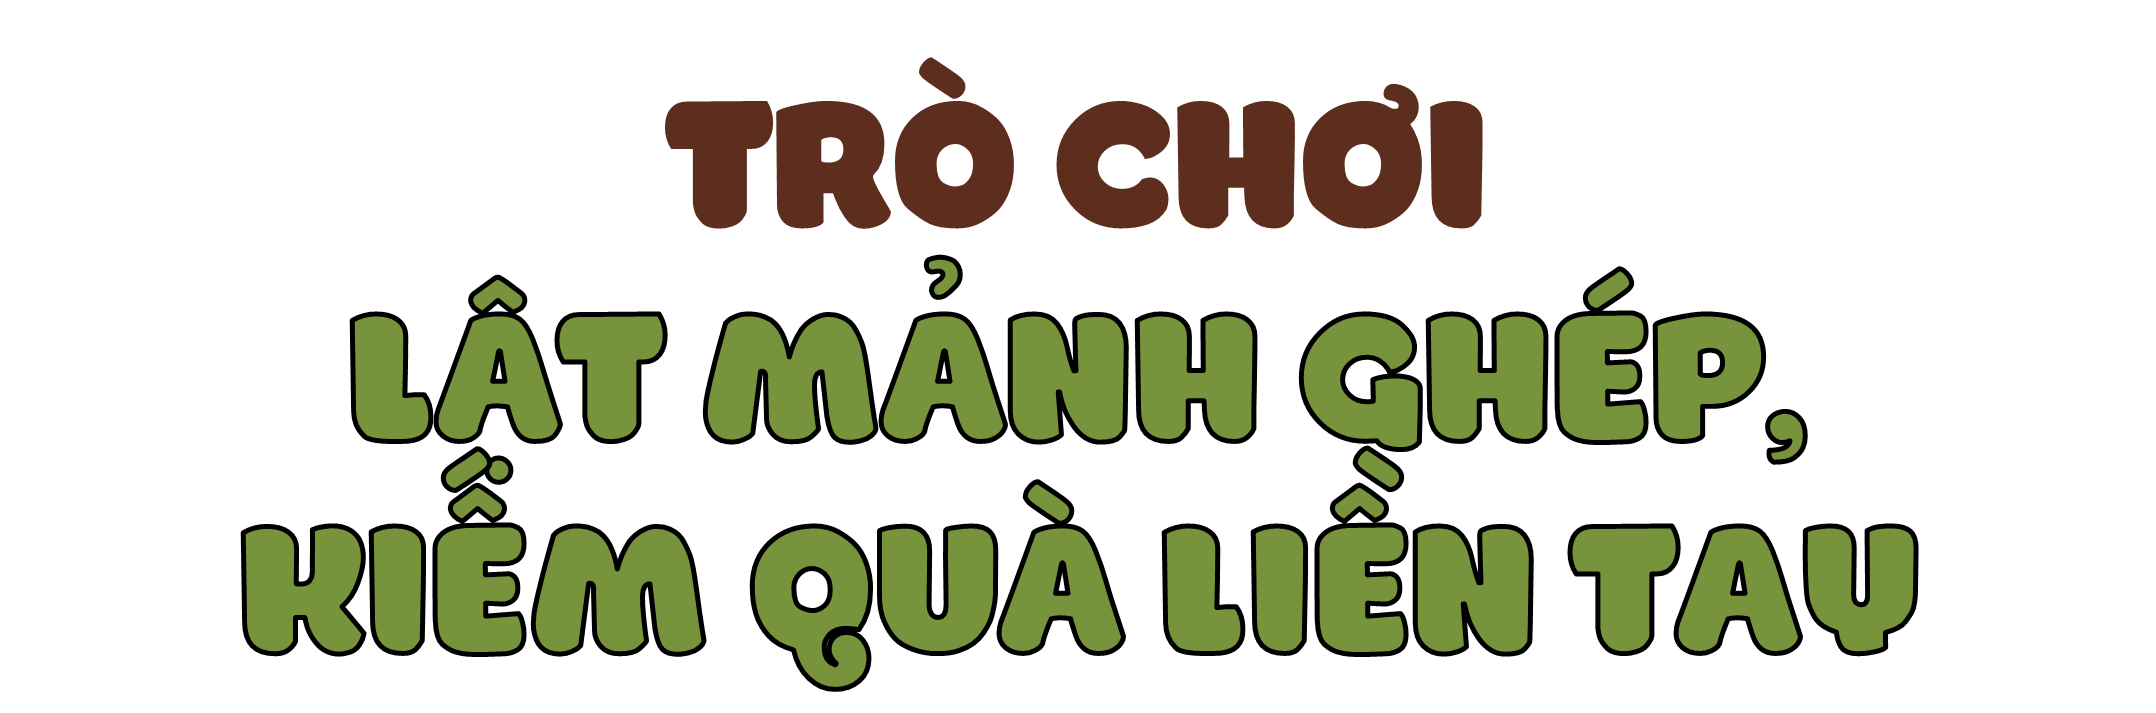 TRÒ CHƠI
LẬT MẢNH GHÉP,
KIẾM QUÀ LIỀN TAY